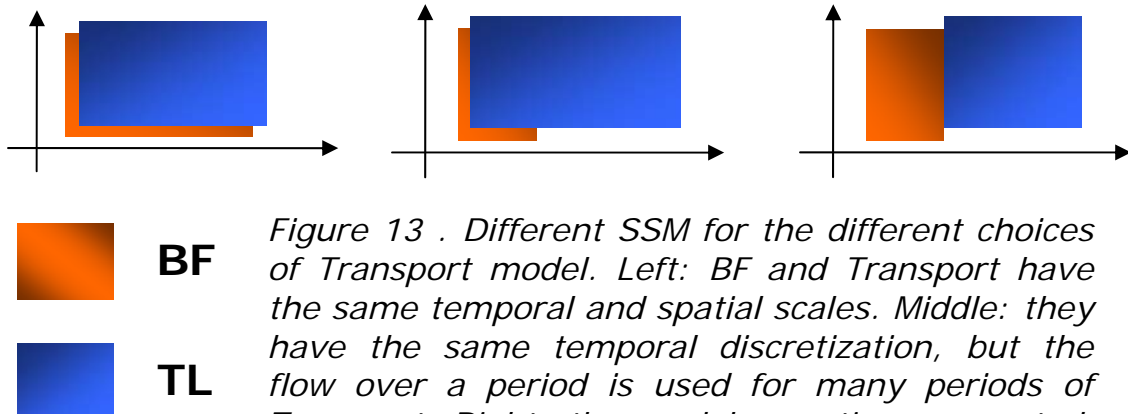 Figure 13 . Different SSM for the different choices
BF of Transport model. Left: BF and Transport have
the same temporal and spatial scales. Middle: they
have the same temporal discretization, but the
TL flow over a period is used for many periods of